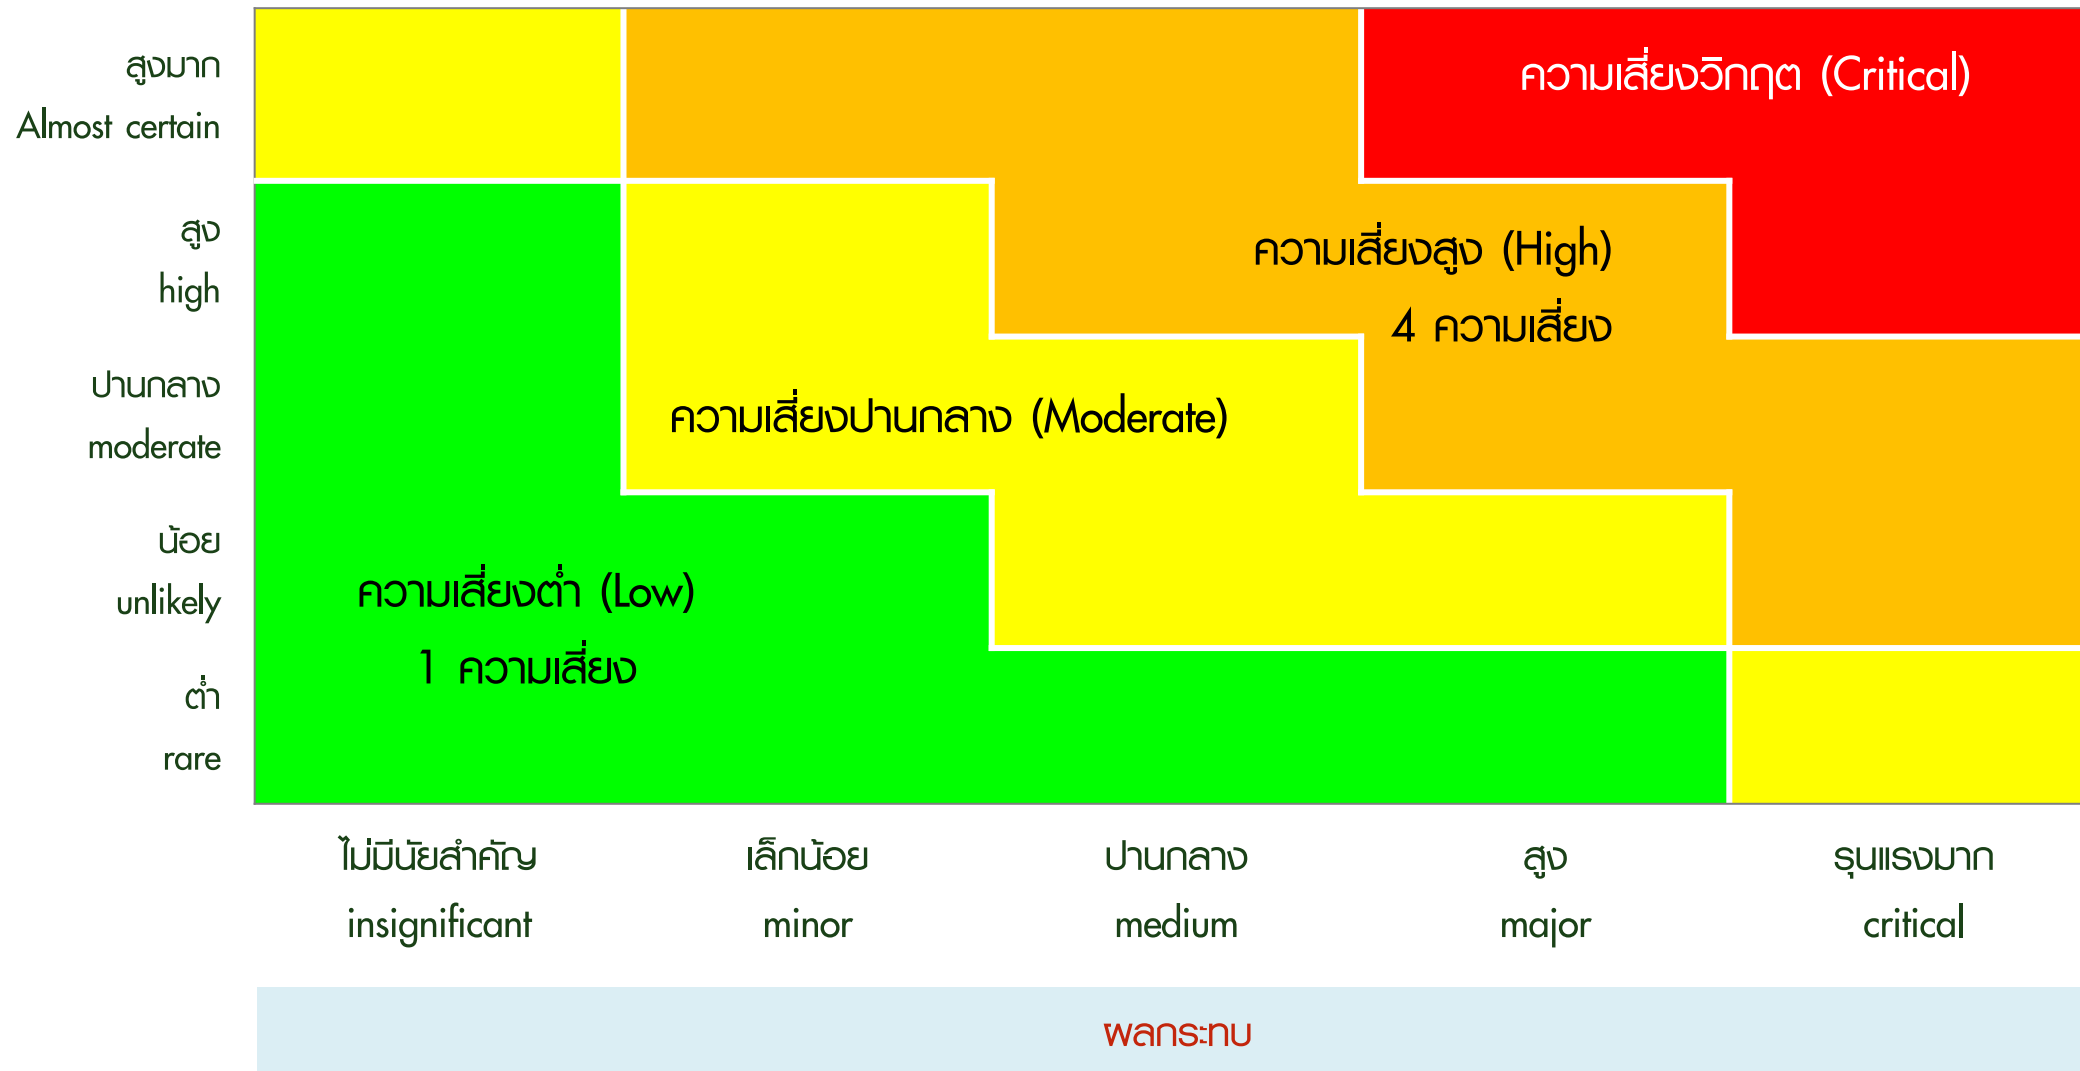 สูงมาก
Almost certain
ความเสี่ยงวิกฤต (Critical)
สูง
high
ความเสี่ยงสูง (High)
4 ความเสี่ยง
ปานกลาง
moderate
ความเสี่ยงปานกลาง (Moderate)
น้อย
unlikely
ความเสี่ยงต่ำ (Low)
1 ความเสี่ยง
ต่ำ
rare
ไม่มีนัยสำคัญ เล็กน้อย ปานกลาง สูง รุนแรงมาก
insignificant minor medium major critical
ผลกระทบ